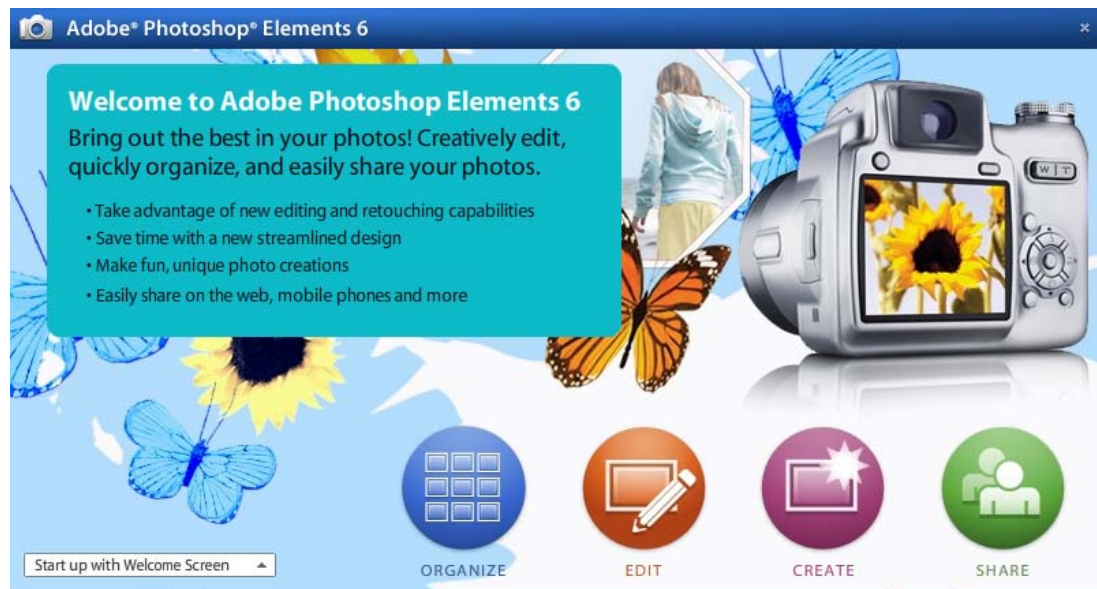 Adobe® Photoshop® Elements 6
Welcome to Adobe Photoshop Elements 6
Bring out the best in your photos! Creatively edit,
quickly organize, and easily share your photos.
• Take advantage of new editing and retouching capabilities
• Save time with a new streamlined design
• Make fun, unique photo creations
• Easily share on the web, mobile phones and more
W T
Start up with Welcome Screen
ORGANIZE
EDIT
CREATE
SHARE